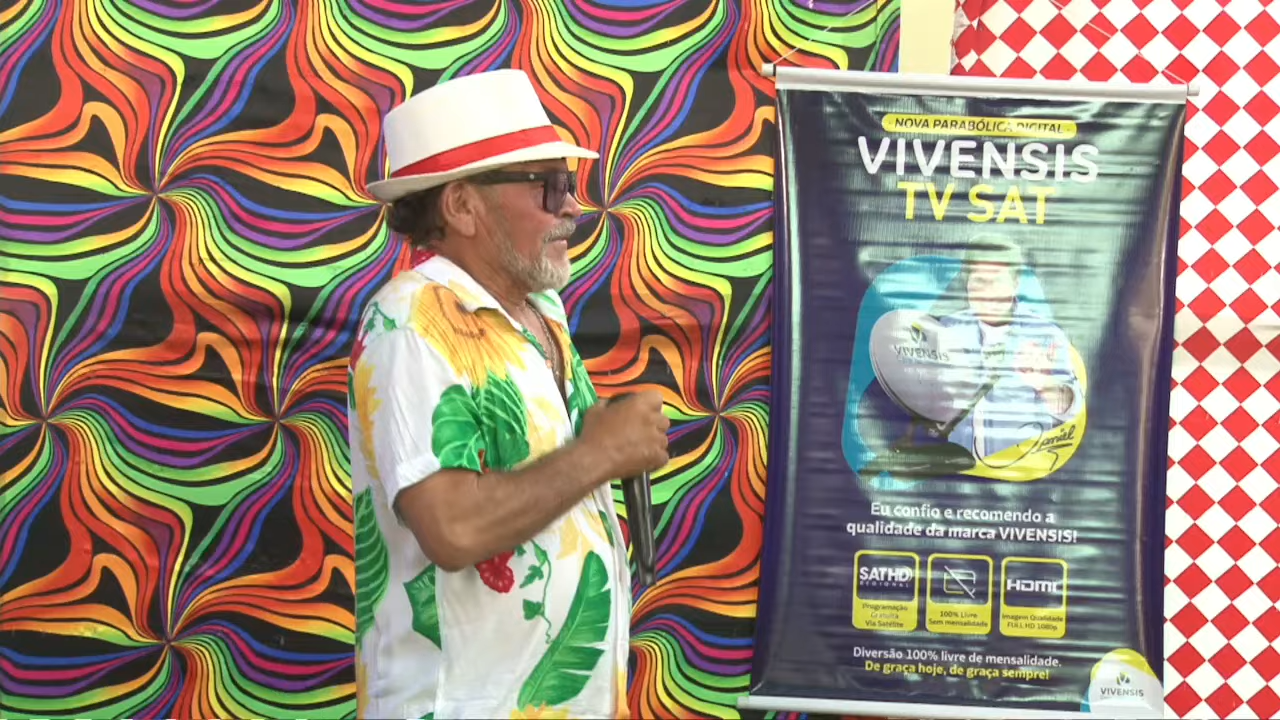 - NOVA PARABÓLICA DIGITAL -
VIVENSIS
TV SAT
VIVENSIS
Daniel
Eu confio e recomendo a
qualidade da marca VIVENSIS!
SATHD
REGIONAL
Programação
Gratuita
Via Satélite
100% Livre
Sem mensalidade
HDMI
Imagem Qualidade
FULL HD 1080p
Diversão 100% livre de mensalidade.
De graça hoje, de graça sempre!
VIVENSIS